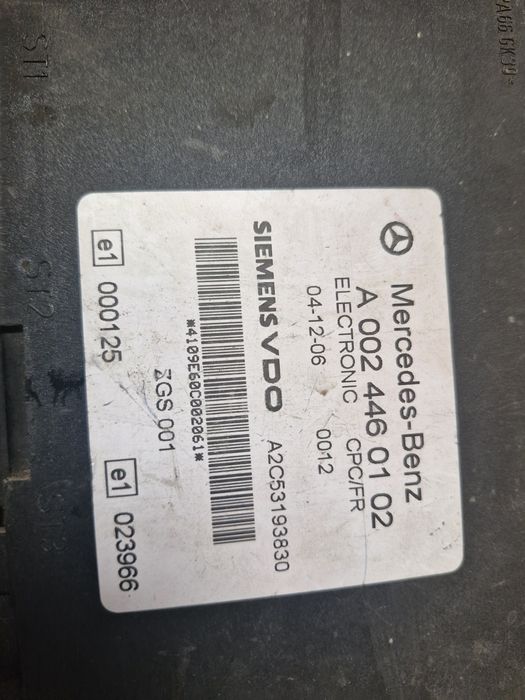 Mercedes-Benz
A 002 446 01 02
ELECTRONIC CPC/FR
04-12-06 0012
SIEMENS VDO A2C53193830
*4109E60C002061*
ZGS 001
e1 000125 e1 023966
ST1
ST2
ST3